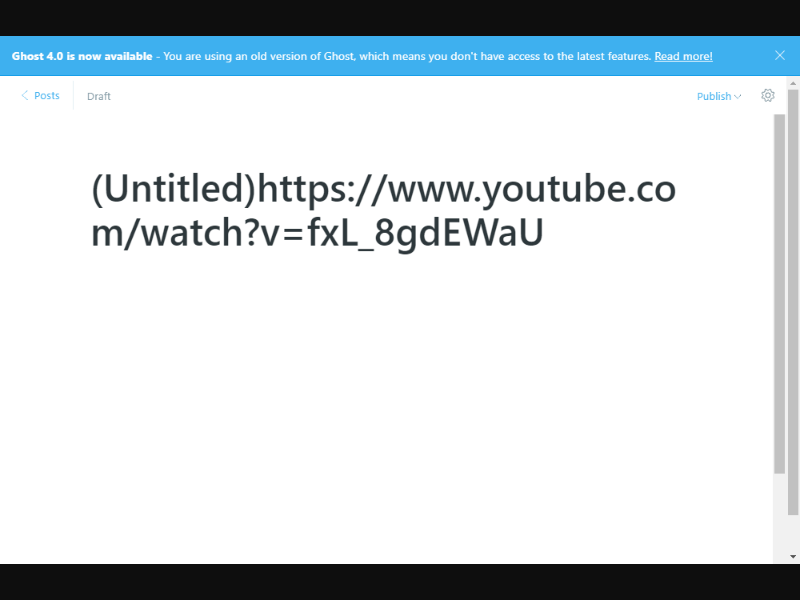 Ghost 4.0 is now available - You are using an old version of Ghost, which means you don't have access to the latest features. Read more!
Posts Draft Publish
(Untitled)https://www.youtube.co
m/watch?v=fxL_8gdEWaU